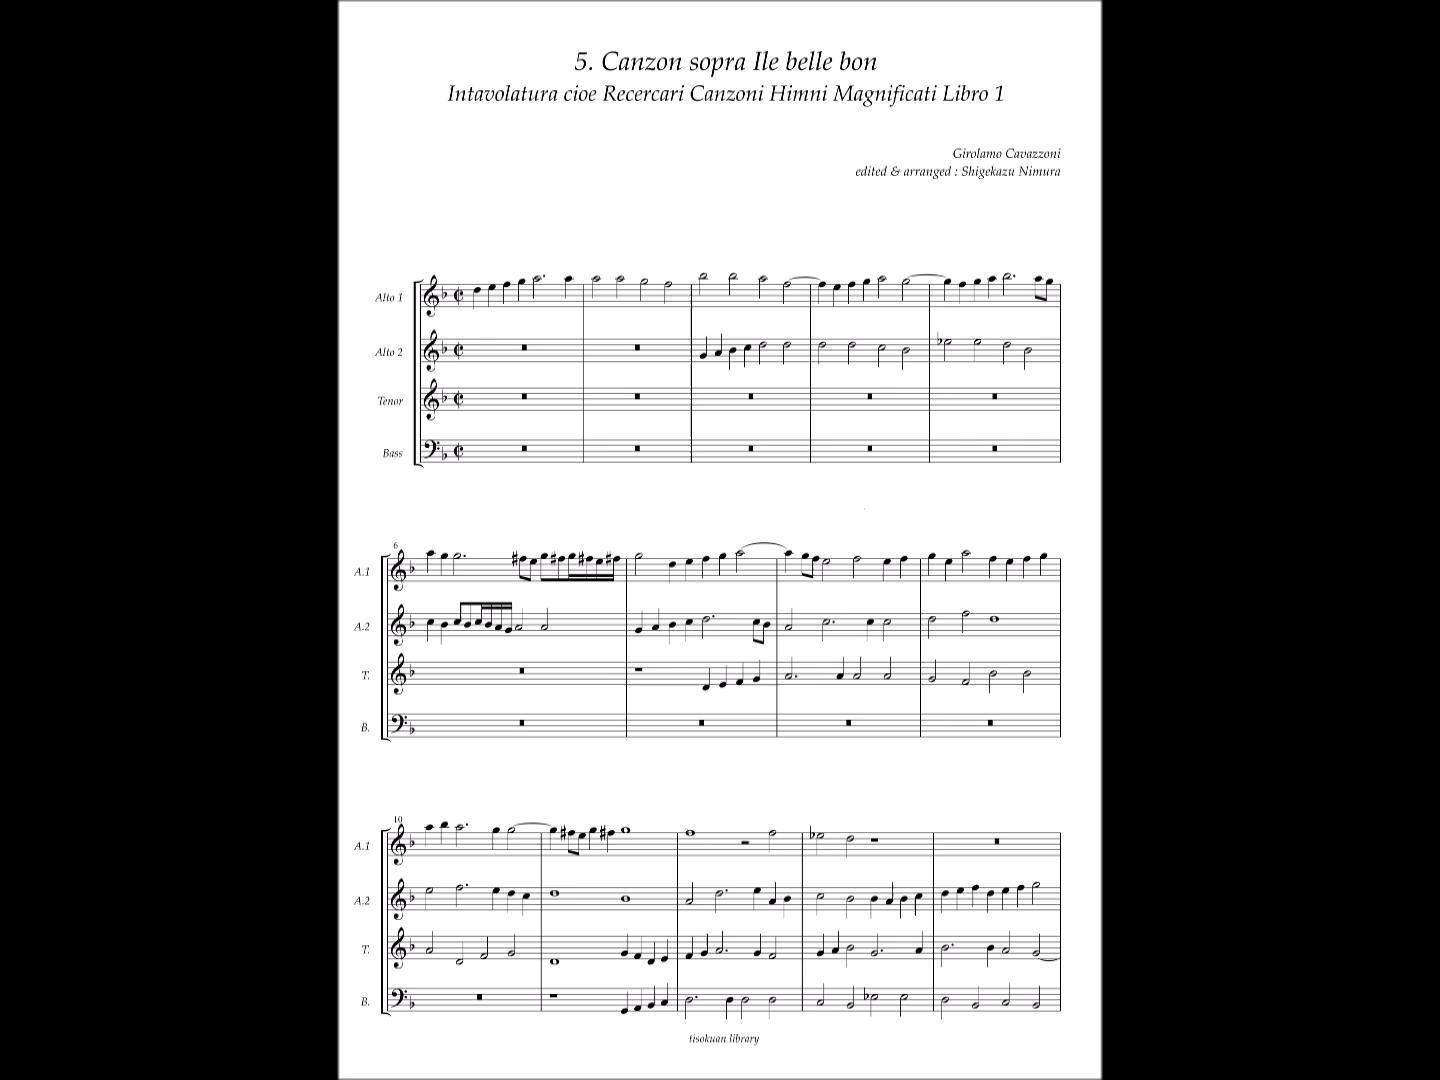 5. Canzon sopra Ile belle bon
Intavolatura cioe Recercari Canzoni Himni Magnificati Libro 1
Girolamo Cavazzoni
edited & arranged : Shigekazu Nimura
Alto 1
Alto 2
Tenor
Bass
6
A.1
A.2
T.
B.
10
A.1
A.2
T.
B.
tisokuan library